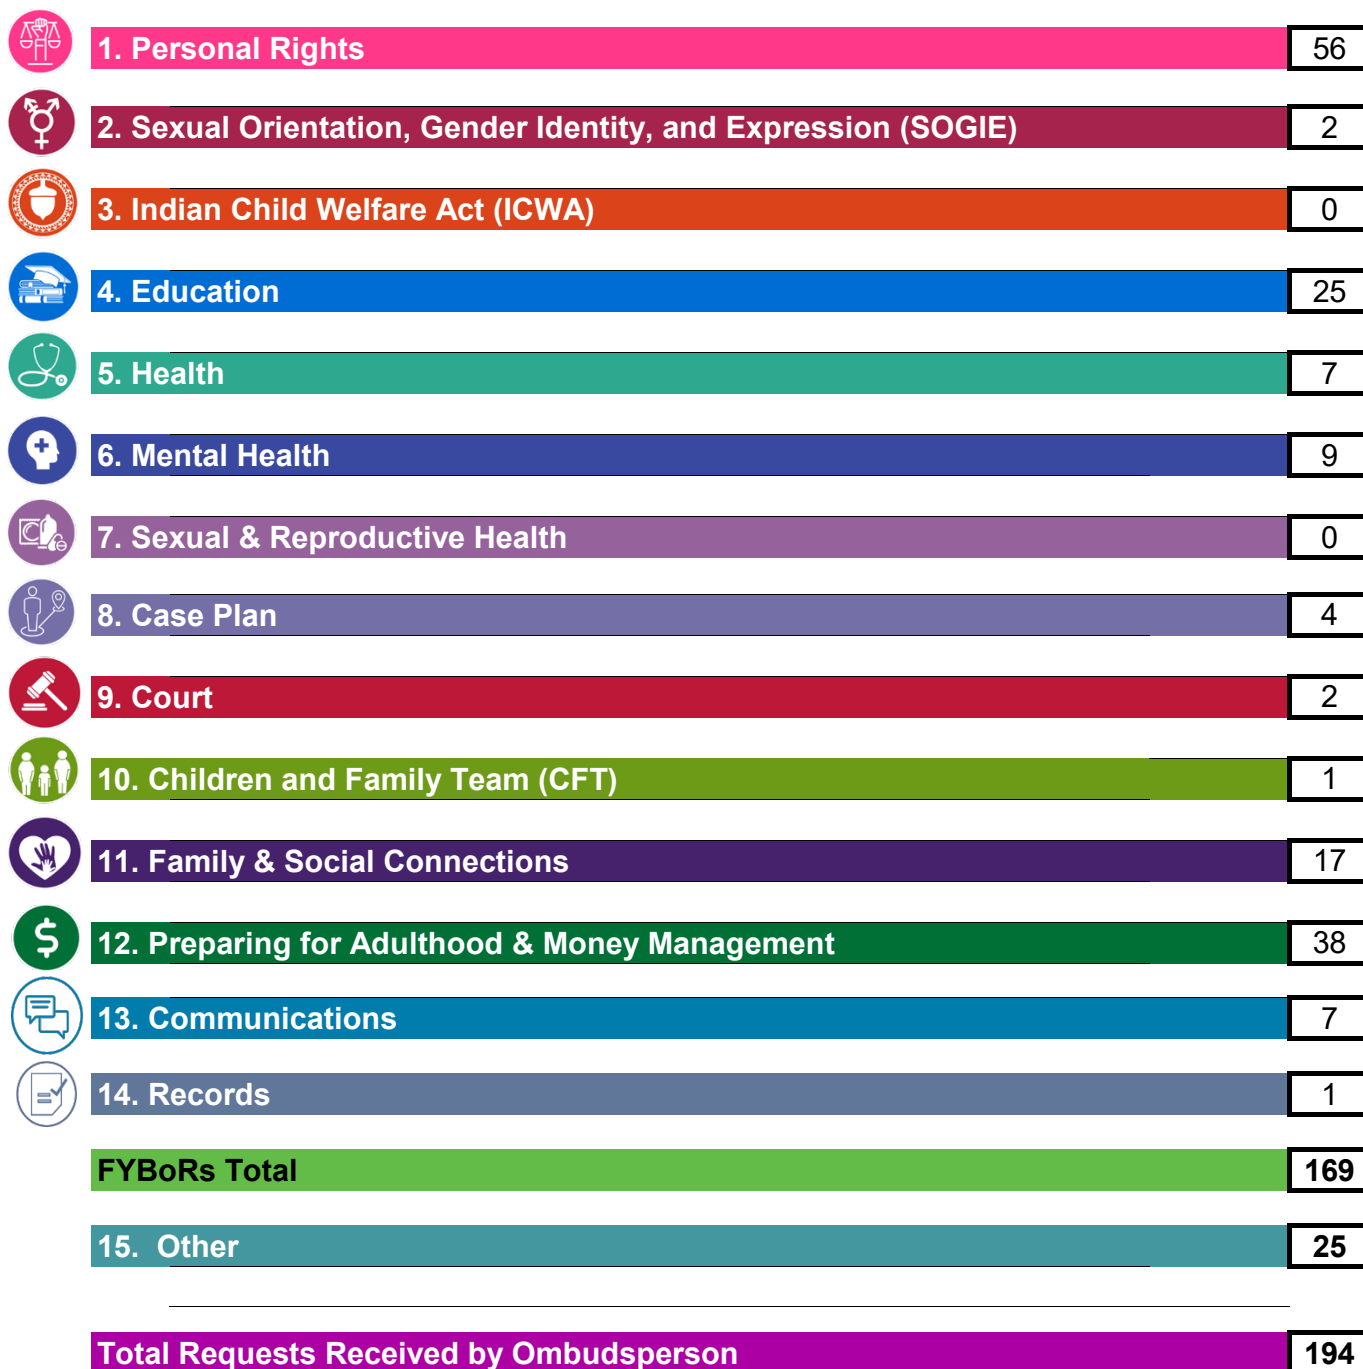 1. Personal Rights 56
2. Sexual Orientation, Gender Identity, and Expression (SOGIE) 2
3. Indian Child Welfare Act (ICWA) 0
4. Education 25
5. Health 7
6. Mental Health 9
7. Sexual & Reproductive Health 0
8. Case Plan 4
9. Court 2
10. Children and Family Team (CFT) 1
11. Family & Social Connections 17
12. Preparing for Adulthood & Money Management 38
13. Communications 7
14. Records 1
FYBoRs Total 169
15. Other 25
Total Requests Received by Ombudsperson 194